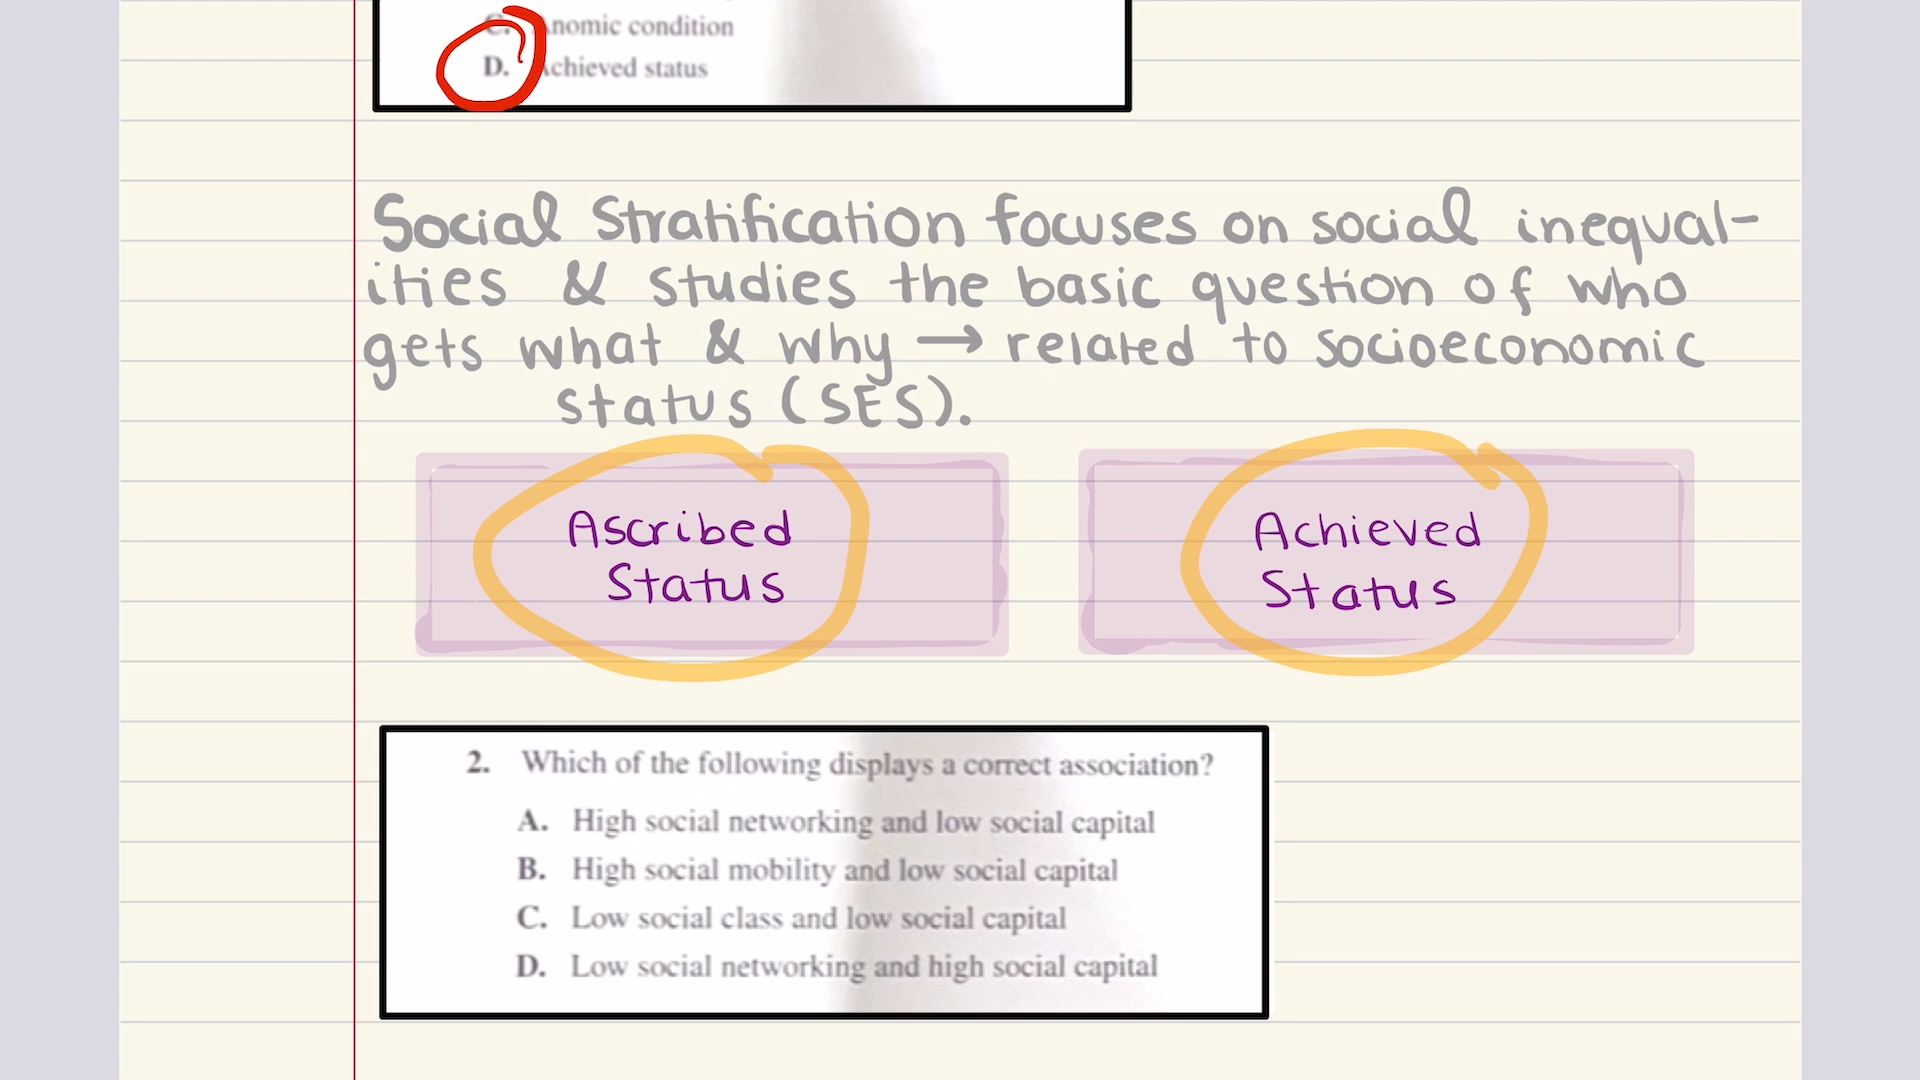 C. Anomic condition
D. Achieved status
Social Stratification focuses on social inequal-
ities & studies the basic question of who
gets what & why → related to socioeconomic
status (SES).
Ascribed
Status
Achieved
Status
2. Which of the following displays a correct association?
A. High social networking and low social capital
B. High social mobility and low social capital
C. Low social class and low social capital
D. Low social networking and high social capital